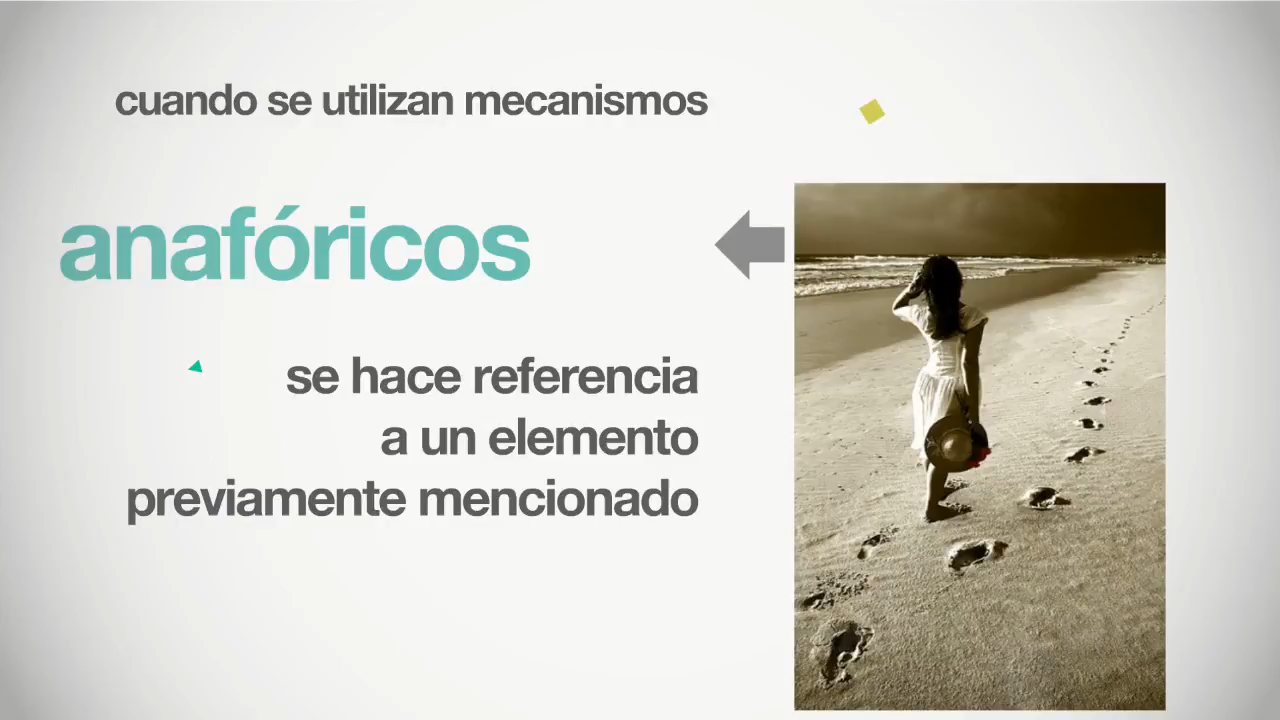 cuando se utilizan mecanismos
anafóricos
se hace referencia
a un elemento
previamente mencionado